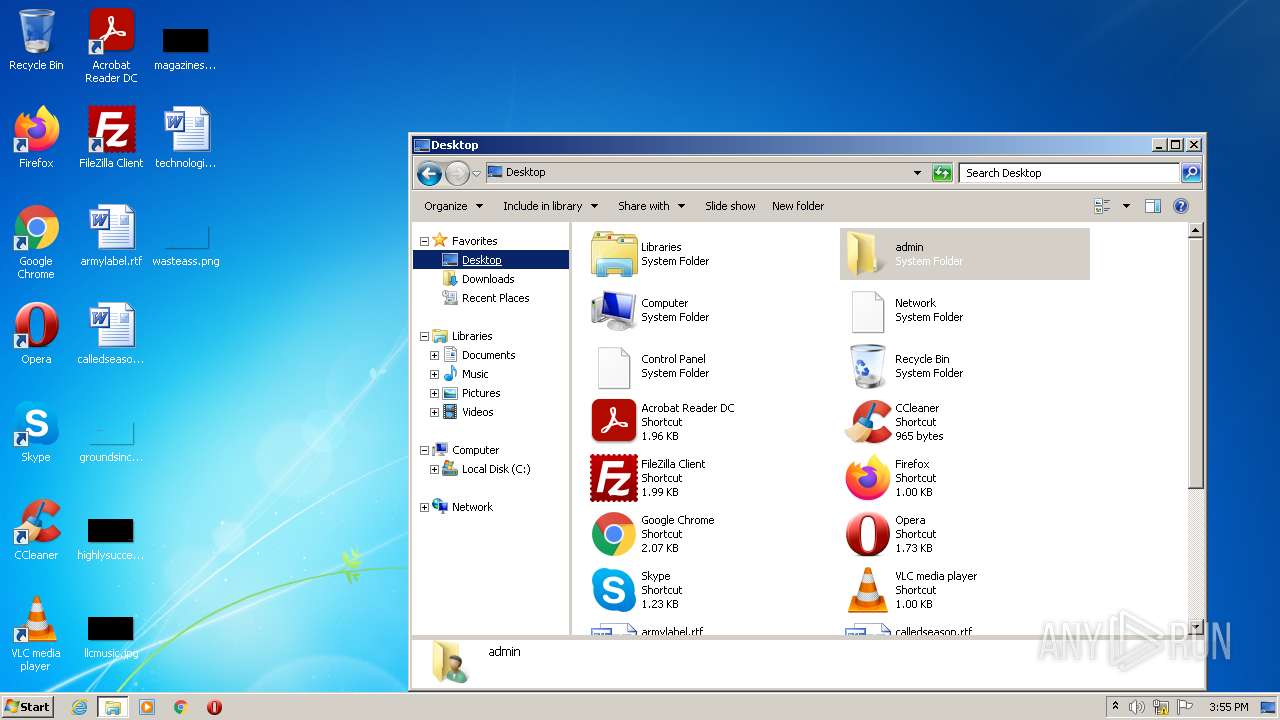 Recycle Bin
Acrobat
Reader DC
magazines...
Firefox
FileZilla Client
technologi...
Google
Chrome
armylabel.rtf
wasteass.png
Opera
calledseaso...
Skype
groundsinc...
CCleaner
highlysucce...
VLC media
player
llcmusic.jpg
Desktop
Desktop
Search Desktop
Organize
Include in library
Share with
Slide show
New folder
Favorites
Desktop
Downloads
Recent Places
Libraries
Documents
Music
Pictures
Videos
Computer
Local Disk (C:)
Network
Libraries
System Folder
admin
System Folder
Computer
System Folder
Network
System Folder
Control Panel
System Folder
Recycle Bin
System Folder
Acrobat Reader DC
Shortcut
1.96 KB
CCleaner
Shortcut
965 bytes
FileZilla Client
Shortcut
1.99 KB
Firefox
Shortcut
1.00 KB
Google Chrome
Shortcut
2.07 KB
Opera
Shortcut
1.79 KB
Skype
Shortcut
1.23 KB
VLC media player
Shortcut
1.00 KB
armylabel.rtf
calledseason.rtf
admin
ANY RUN
Start
3:55 PM